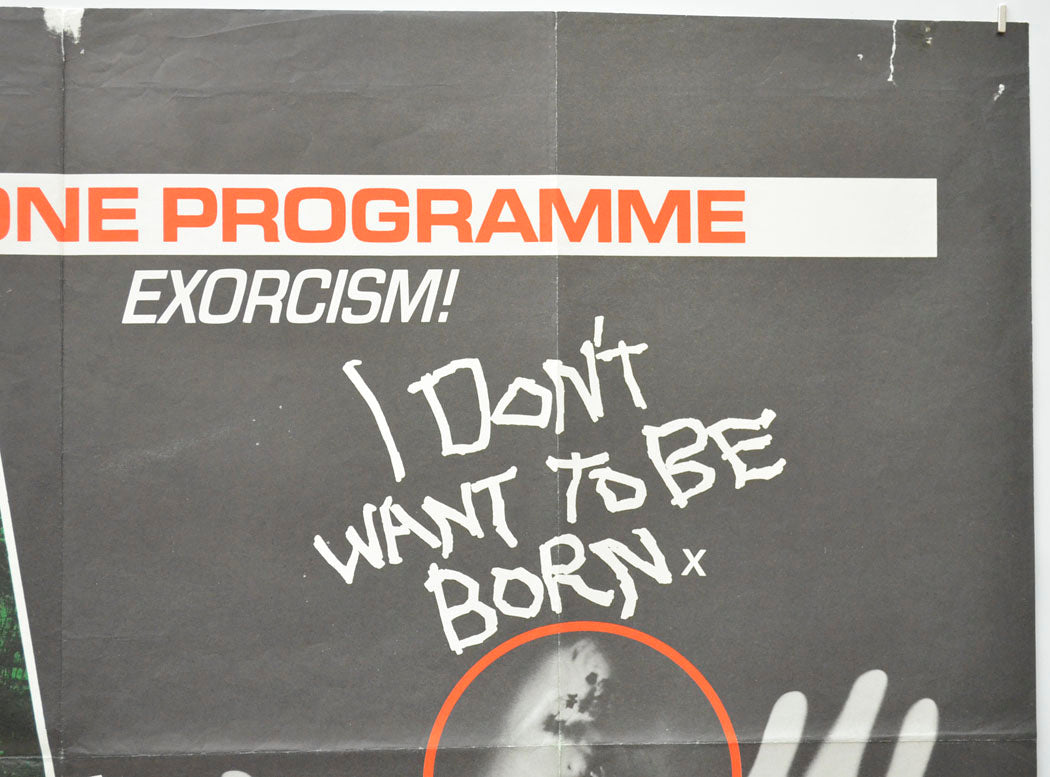 ONE PROGRAMME
EXORCISM!
I DON'T
WANT TO BE
BORN x